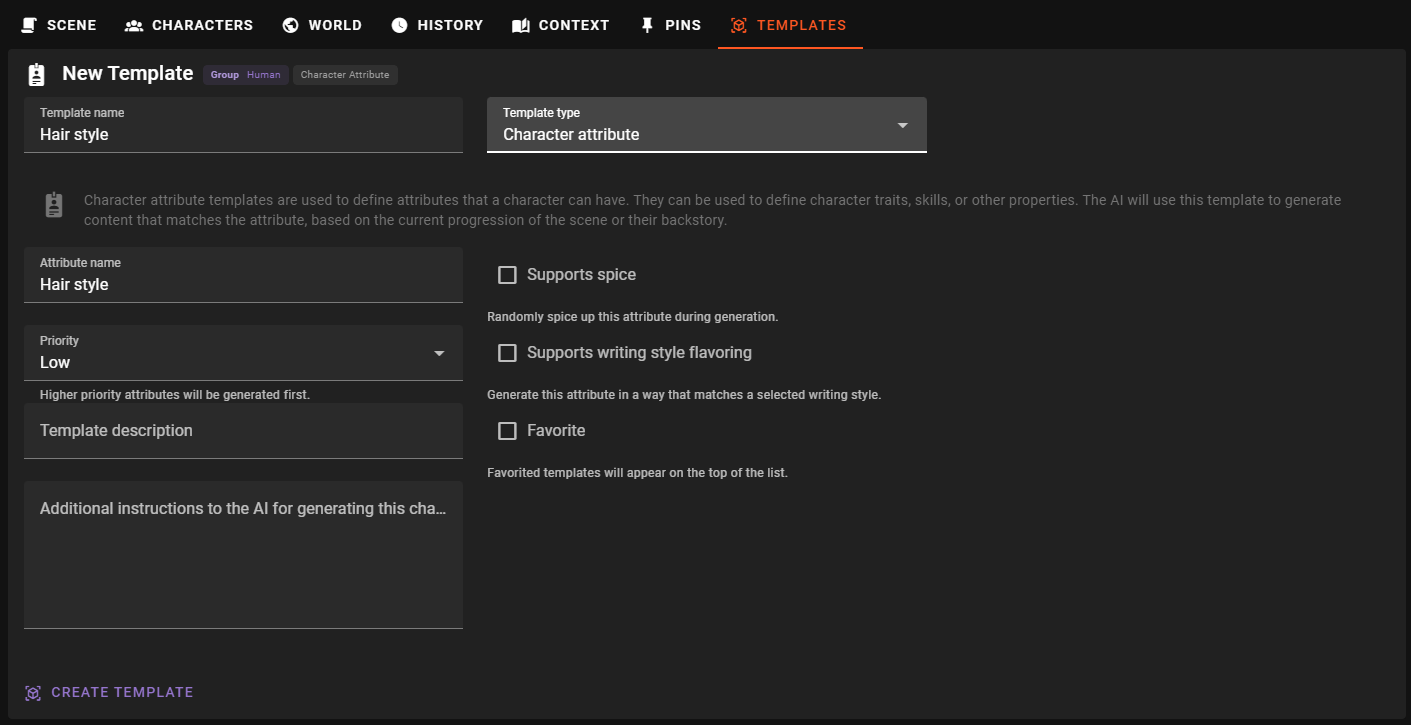 SCENE CHARACTERS WORLD HISTORY CONTEXT PINS TEMPLATES
New Template Group Human Character Attribute
Template name
Hair style
Template type
Character attribute
Character attribute templates are used to define attributes that a character can have. They can be used to define character traits, skills, or other properties. The AI will use this template to generate
content that matches the attribute, based on the current progression of the scene or their backstory.
Attribute name
Hair style
Supports spice
Randomly spice up this attribute during generation.
Priority
Low
Higher priority attributes will be generated first.
Supports writing style flavoring
Generate this attribute in a way that matches a selected writing style.
Template description
Favorite
Favorited templates will appear on the top of the list.
Additional instructions to the AI for generating this cha...
CREATE TEMPLATE